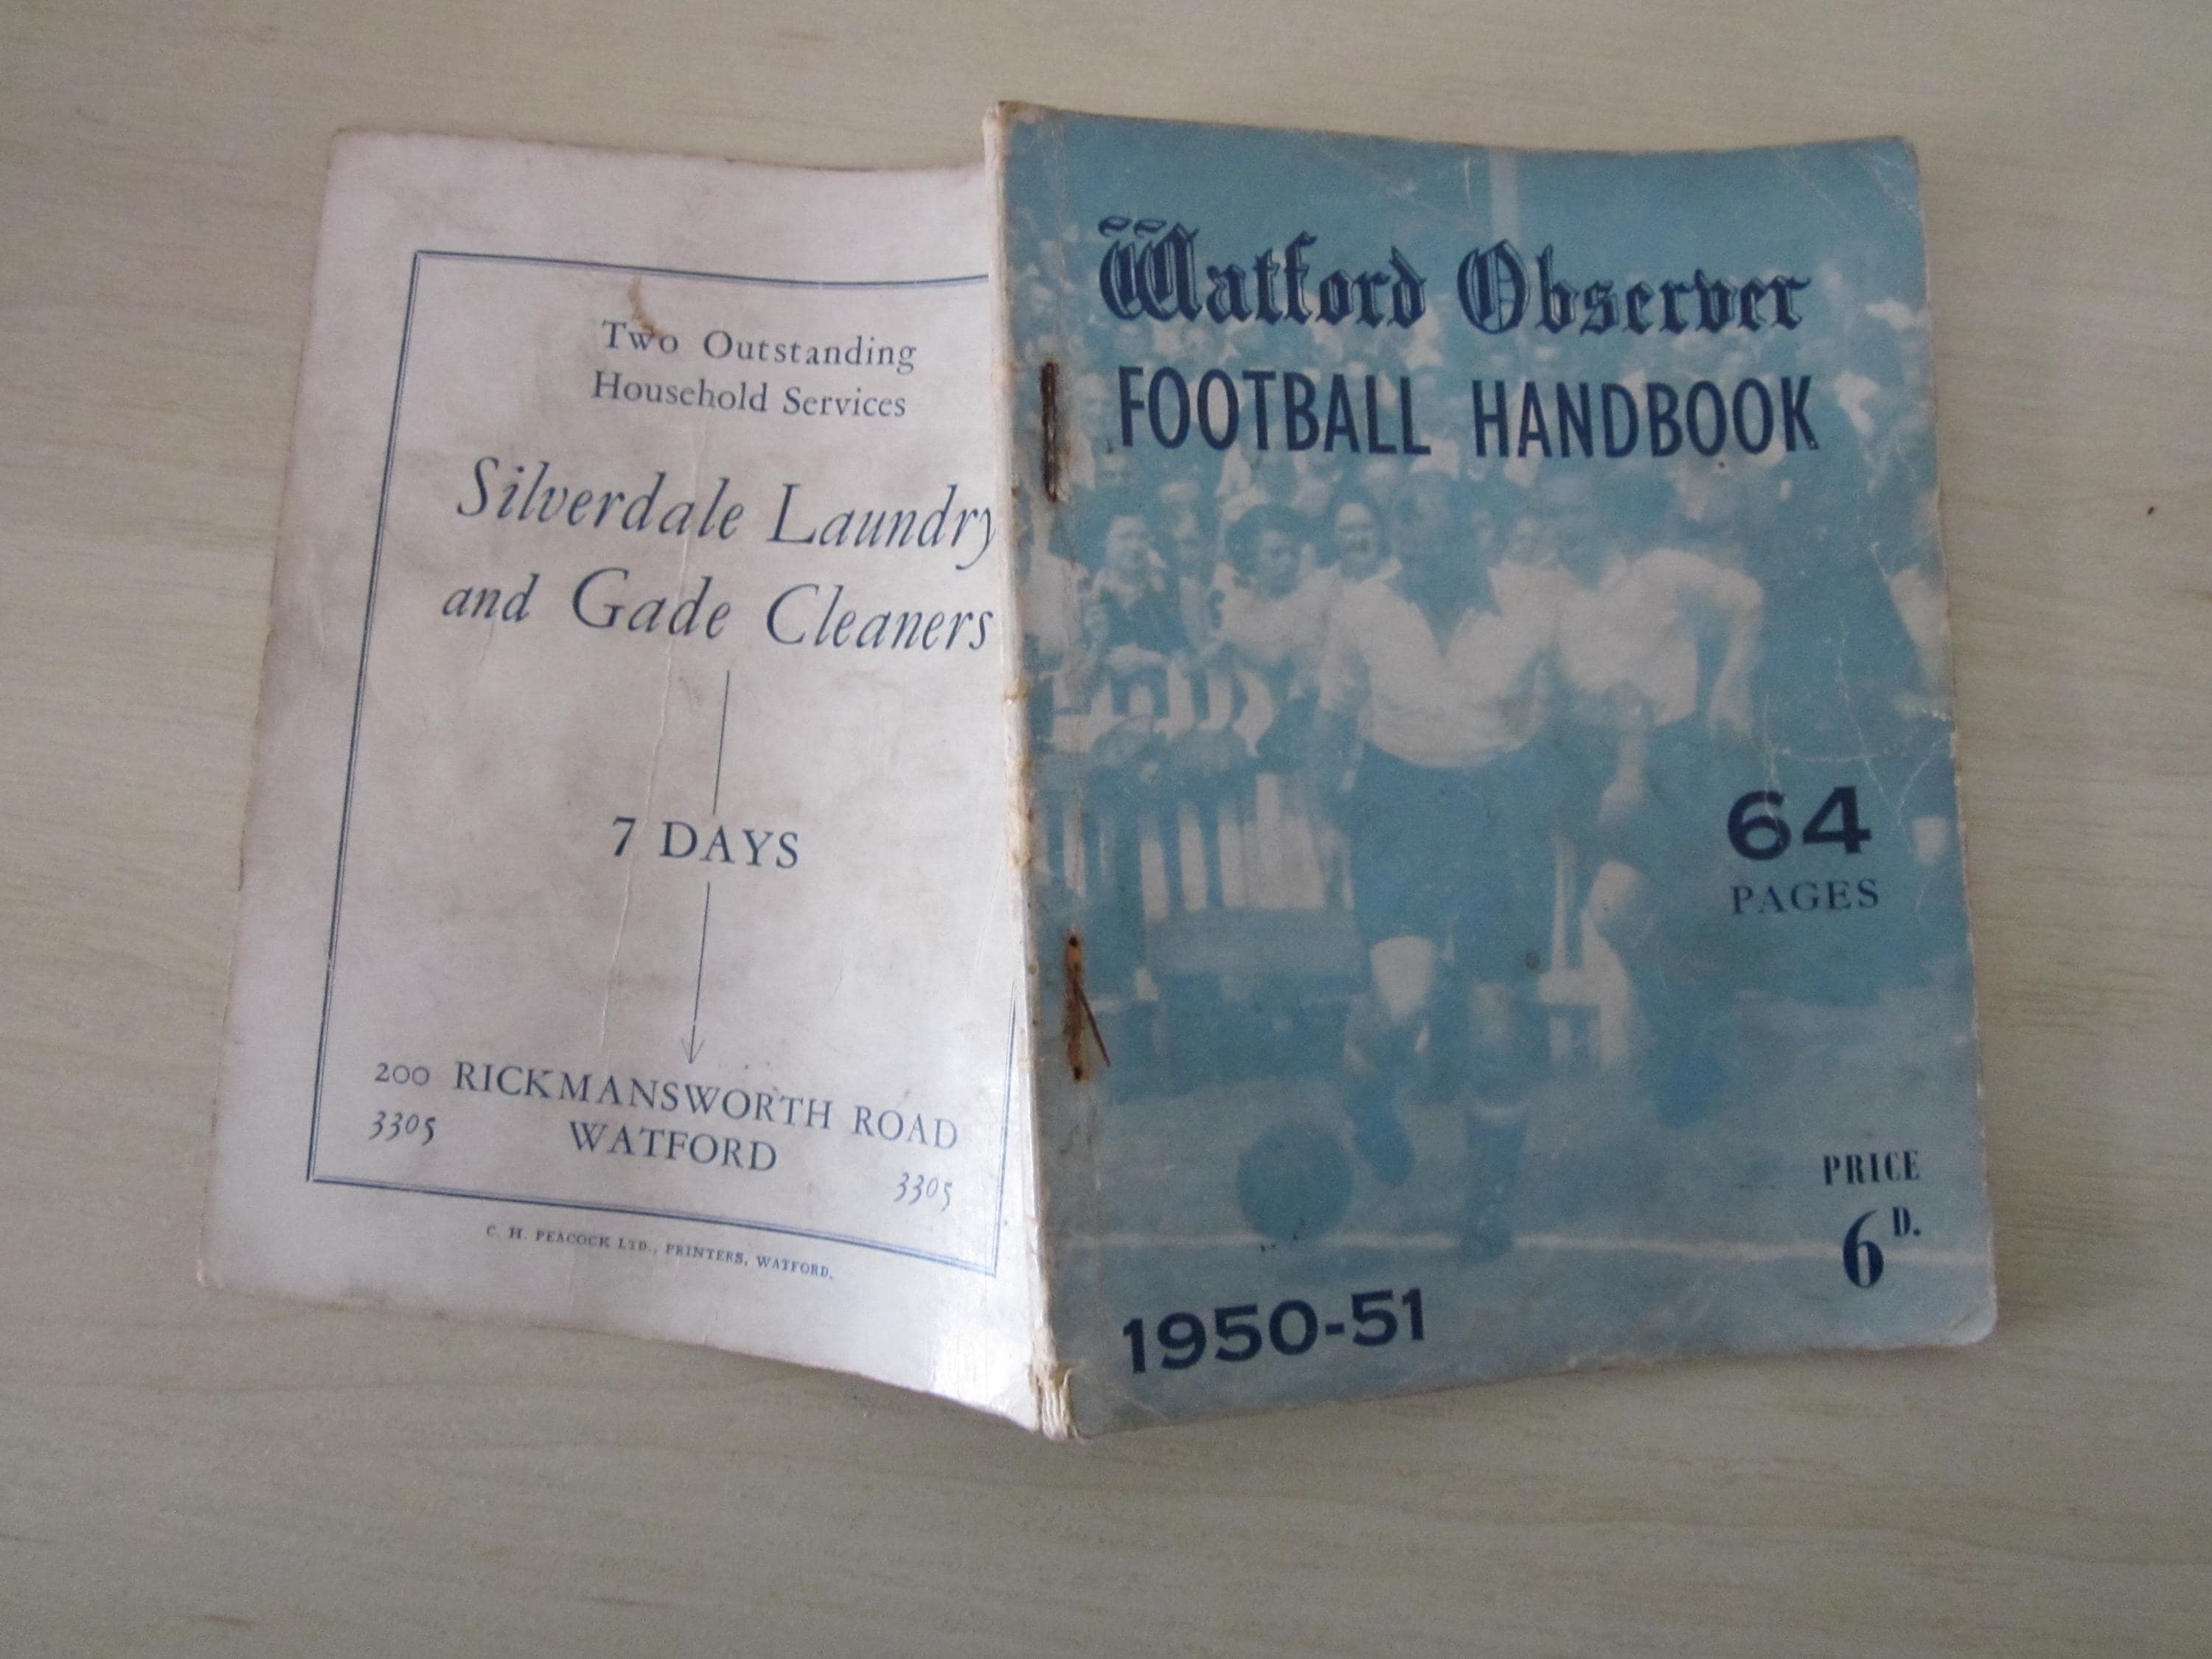 Two Outstanding
Household Services
Silverdale Laundry
and Gade Cleaners
7 DAYS
200 RICKMANSWORTH ROAD
3305 WATFORD 3305
C. H. PEACOCK LTD., PRINTERS, WATFORD.
Watford Observer
FOOTBALL HANDBOOK
64
PAGES
PRICE
6D.
1950-51